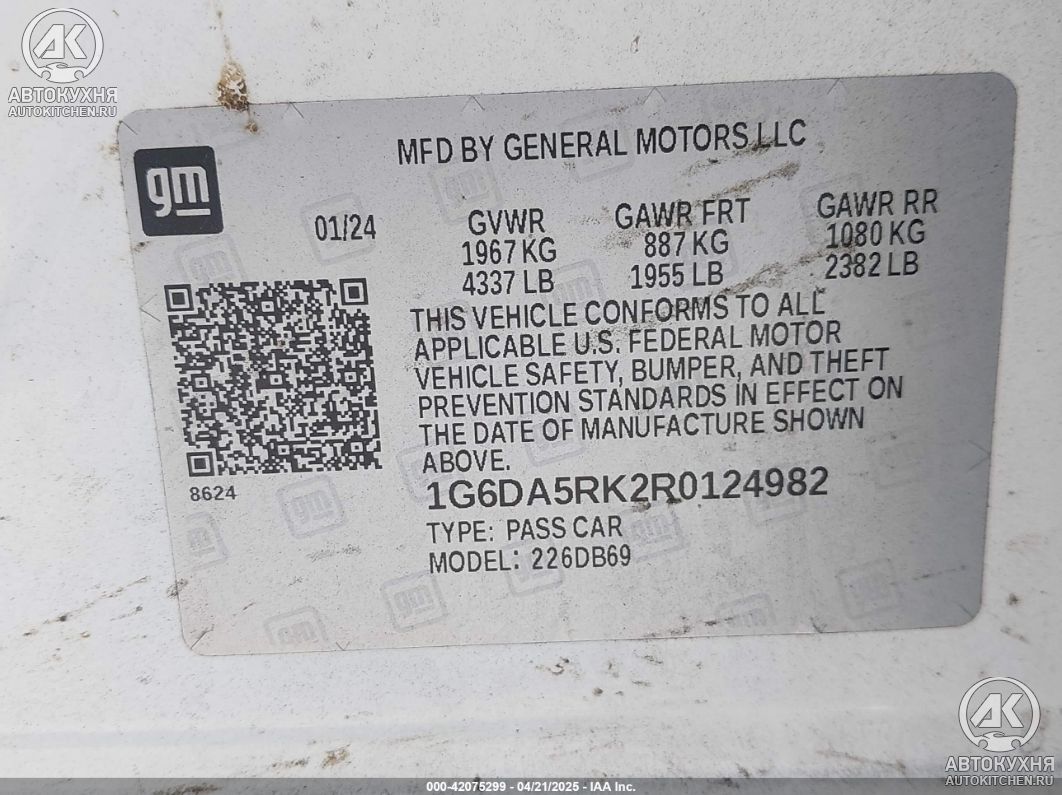 AK
АВТОКУХНЯ
AUTOKITCHEN.RU
MFD BY GENERAL MOTORS LLC
gm
01/24
GVWR GAWR FRT GAWR RR
1967 KG 887 KG 1080 KG
4337 LB 1955 LB 2382 LB
THIS VEHICLE CONFORMS TO ALL
APPLICABLE U.S. FEDERAL MOTOR
VEHICLE SAFETY, BUMPER, AND THEFT
PREVENTION STANDARDS IN EFFECT ON
THE DATE OF MANUFACTURE SHOWN
ABOVE.
8624
1G6DA5RK2R0124982
TYPE: PASS CAR
MODEL: 226DB69
AK
АВТОКУХНЯ
AUTOKITCHEN.RU
000-42075299 - 04/21/2025 - IAA Inc.